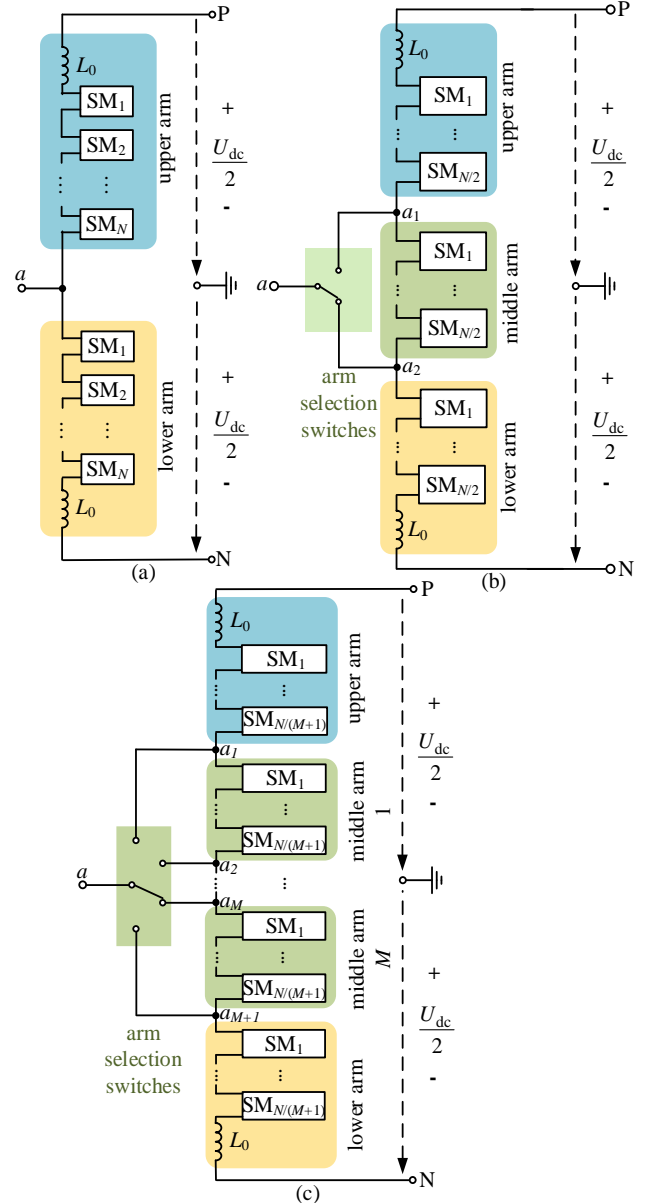 P
L0
SM1
SM2
SMN
upper arm
+
Udc
2
-
a
SM1
SM2
SMN
L0
lower arm
+
Udc
2
-
N
(a)
P
L0
SM1
SMN/2
upper arm
+
Udc
2
-
a1
a
SM1
SMN/2
middle arm
a2
arm
selection
switches
SM1
SMN/2
L0
lower arm
+
Udc
2
-
N
(b)
P
L0
SM1
SMN/(M+1)
upper arm
+
Udc
2
-
a1
SM1
SMN/(M+1)
middle arm
1
a
a2
aM
SM1
SMN/(M+1)
middle arm
M
aM+1
arm
selection
switches
SM1
SMN/(M+1)
L0
lower arm
+
Udc
2
-
N
(c)